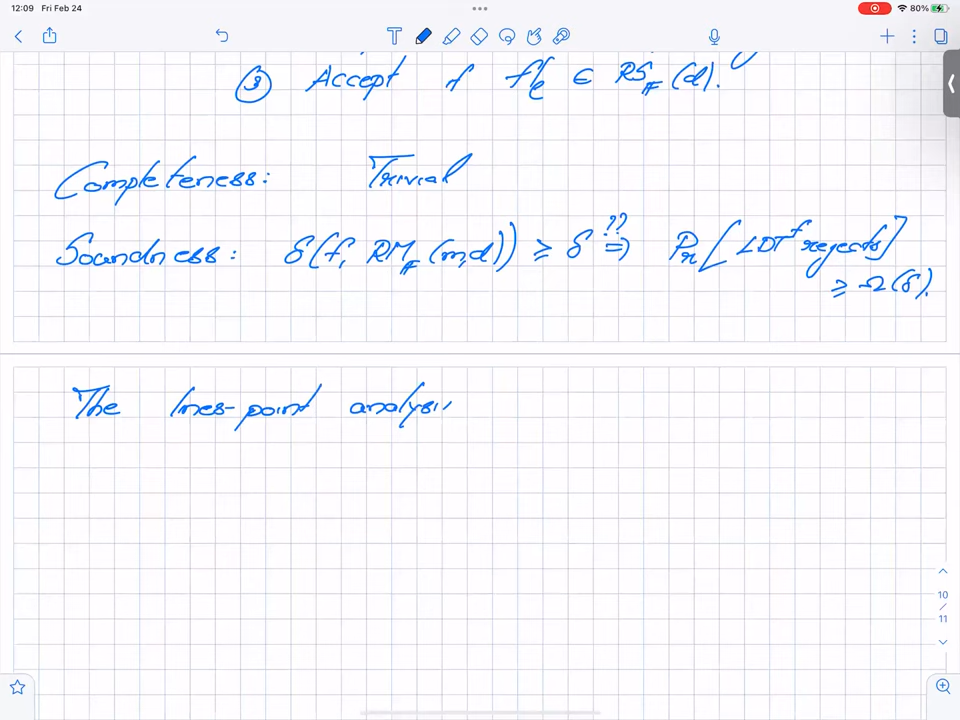 12:09 Fri Feb 24
80%
③ Accept if f|ℓ ∈ RS_F (d).
Completeness: Trivial
Soundness: δ(f, RM_F (m,d)) ≥ δ ??⇒ Pr [LDT^f rejects]
≥ Ω(δ).
The lines-point analysis
10
/
11